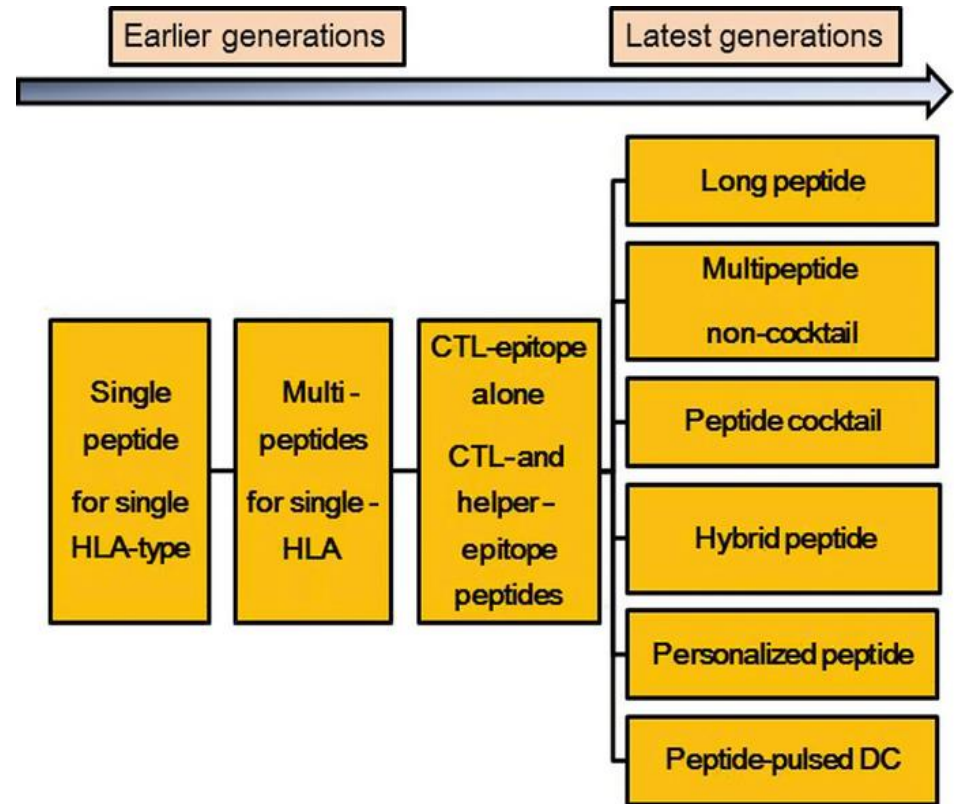 Earlier generations
Latest generations
Single
peptide
for single
HLA-type
Multi-
peptides
for single-
HLA
CTL-epitope
alone
CTL-and
helper-
epitope
peptides
Long peptide
Multipeptide
non-cocktail
Peptide cocktail
Hybrid peptide
Personalized peptide
Peptide-pulsed DC